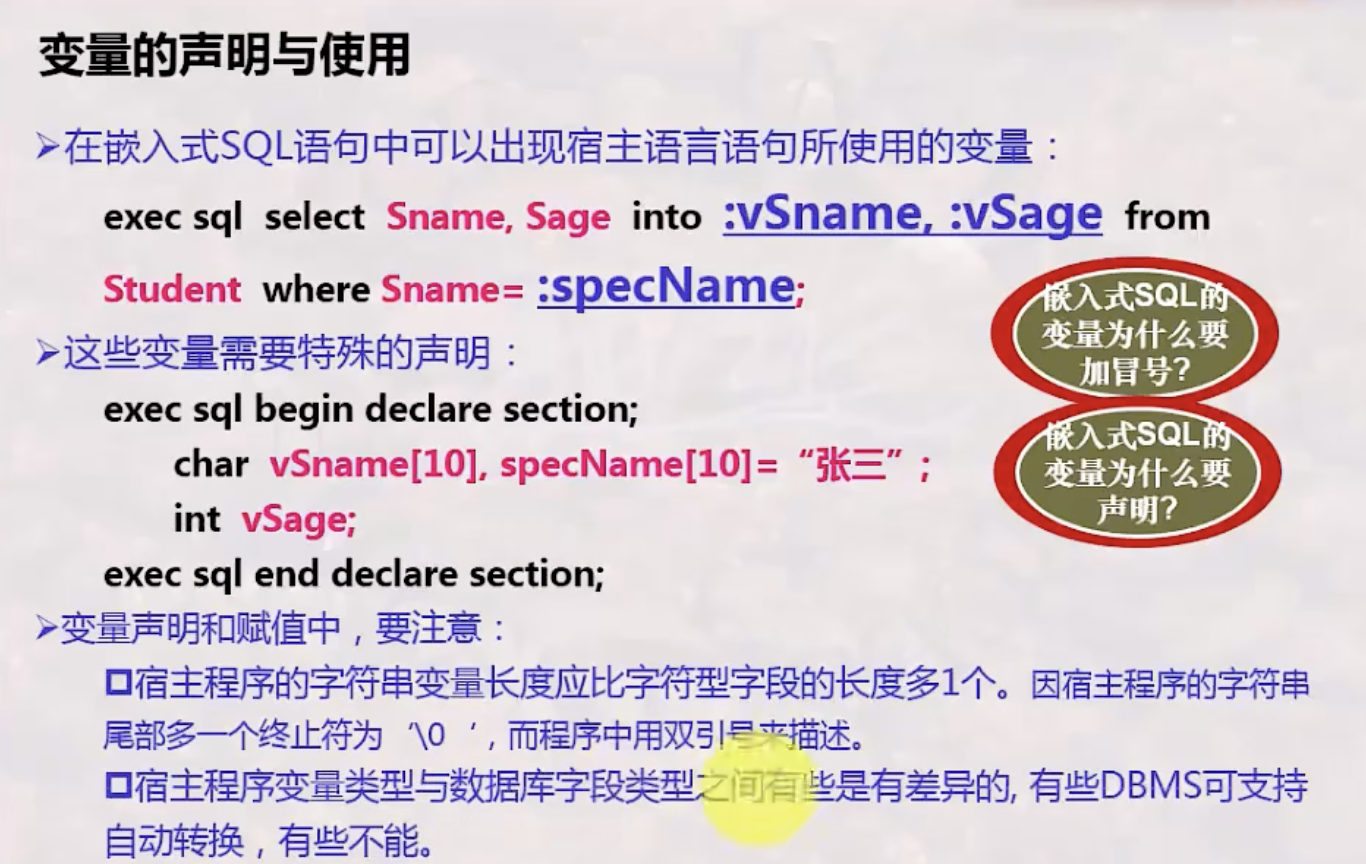 变量的声明与使用
➢在嵌入式SQL语句中可以出现宿主语言语句所使用的变量：
exec sql select Sname, Sage into :vSname, :vSage from
Student where Sname= :specName;
➢这些变量需要特殊的声明：
exec sql begin declare section;
char vSname[10], specName[10]=“张三”;
int vSage;
exec sql end declare section;
嵌入式SQL的
变量为什么要
加冒号?
嵌入式SQL的
变量为什么要
声明?
➢变量声明和赋值中，要注意：
❑宿主程序的字符串变量长度应比字符型字段的长度多1个。因宿主程序的字符串
尾部多一个终止符为‘\0 ‘，而程序中用双引号来描述。
❑宿主程序变量类型与数据库字段类型之间有些是有差异的, 有些DBMS可支持
自动转换，有些不能。